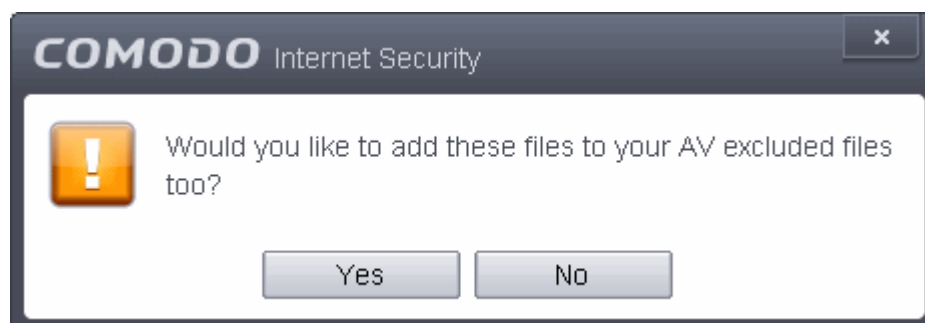 COMODO Internet Security
×
Would you like to add these files to your AV excluded files
too?
Yes
No